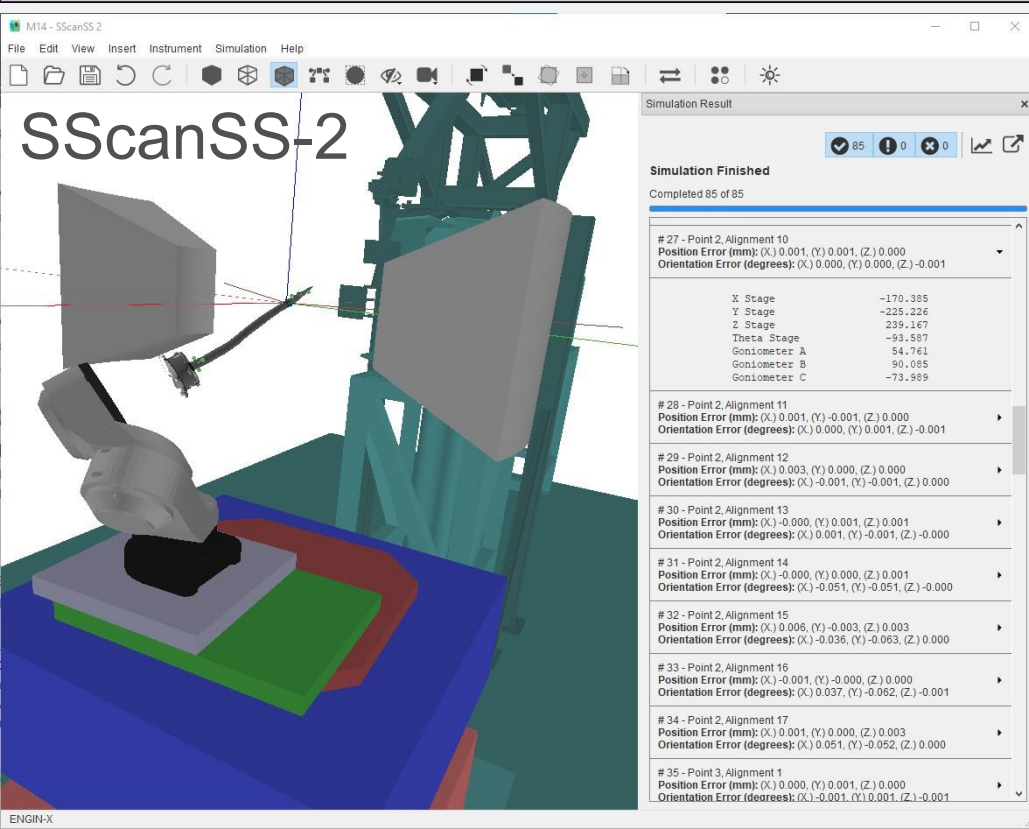 M14 - SScanSS 2
File Edit View Insert Instrument Simulation Help
SScanSS-2
Simulation Result
85 0 0
Simulation Finished
Completed 85 of 85
# 27 - Point 2, Alignment 10
Position Error (mm): (X.) 0.001, (Y.) 0.001, (Z.) 0.000
Orientation Error (degrees): (X.) 0.000, (Y.) 0.000, (Z.) -0.001
X Stage -170.385
Y Stage -225.226
Z Stage 239.167
Theta Stage -93.587
Goniometer A 54.761
Goniometer B 90.085
Goniometer C -73.989
# 28 - Point 2, Alignment 11
Position Error (mm): (X.) 0.001, (Y.) -0.001, (Z.) 0.000
Orientation Error (degrees): (X.) 0.000, (Y.) 0.001, (Z.) -0.001
# 29 - Point 2, Alignment 12
Position Error (mm): (X.) 0.003, (Y.) 0.000, (Z.) 0.000
Orientation Error (degrees): (X.) -0.001, (Y.) -0.001, (Z.) 0.000
# 30 - Point 2, Alignment 13
Position Error (mm): (X.) -0.000, (Y.) 0.001, (Z.) 0.001
Orientation Error (degrees): (X.) 0.001, (Y.) -0.001, (Z.) -0.000
# 31 - Point 2, Alignment 14
Position Error (mm): (X.) -0.000, (Y.) 0.000, (Z.) 0.001
Orientation Error (degrees): (X.) -0.051, (Y.) -0.051, (Z.) -0.000
# 32 - Point 2, Alignment 15
Position Error (mm): (X.) 0.006, (Y.) -0.003, (Z.) 0.003
Orientation Error (degrees): (X.) -0.036, (Y.) -0.063, (Z.) 0.000
# 33 - Point 2, Alignment 16
Position Error (mm): (X.) -0.001, (Y.) -0.000, (Z.) 0.000
Orientation Error (degrees): (X.) 0.037, (Y.) -0.062, (Z.) -0.001
# 34 - Point 2, Alignment 17
Position Error (mm): (X.) 0.001, (Y.) 0.000, (Z.) 0.003
Orientation Error (degrees): (X.) 0.051, (Y.) -0.052, (Z.) 0.000
# 35 - Point 3, Alignment 1
Position Error (mm): (X.) 0.000, (Y.) 0.001, (Z.) 0.000
Orientation Error (degrees): (X.) -0.001, (Y.) 0.001, (Z.) -0.001
ENGIN-X